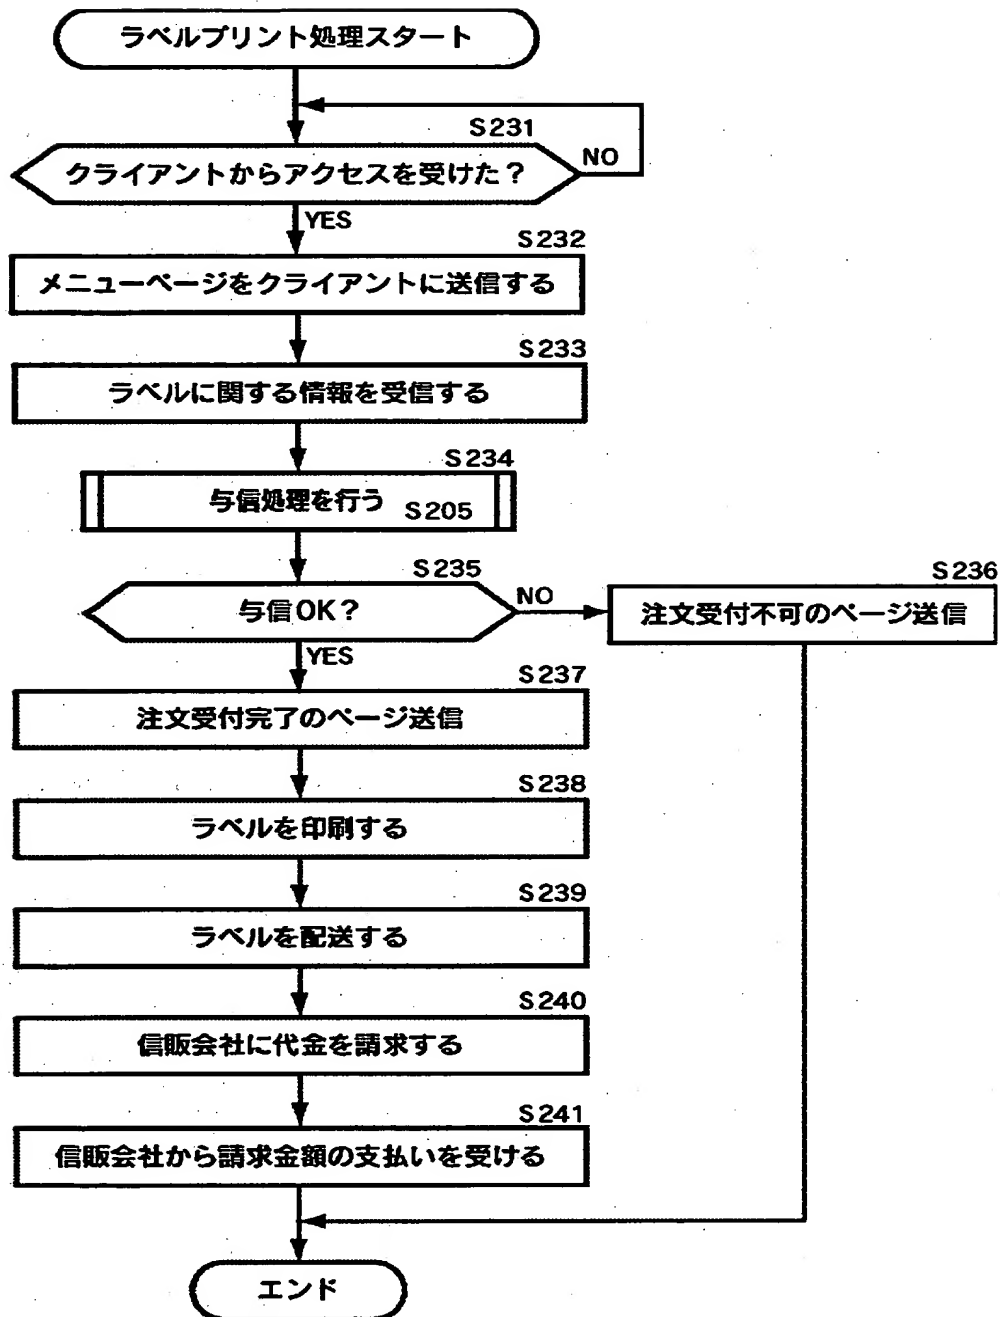 ラベルプリント処理スタート
S231
クライアントからアクセスを受けた?
NO
YES
S232
メニューページをクライアントに送信する
S233
ラベルに関する情報を受信する
S234
与信処理を行う
S205
S235
与信OK?
NO
S236
注文受付不可のページ送信
YES
S237
注文受付完了のページ送信
S238
ラベルを印刷する
S239
ラベルを配送する
S240
信販会社に代金を請求する
S241
信販会社から請求金額の支払いを受ける
エンド